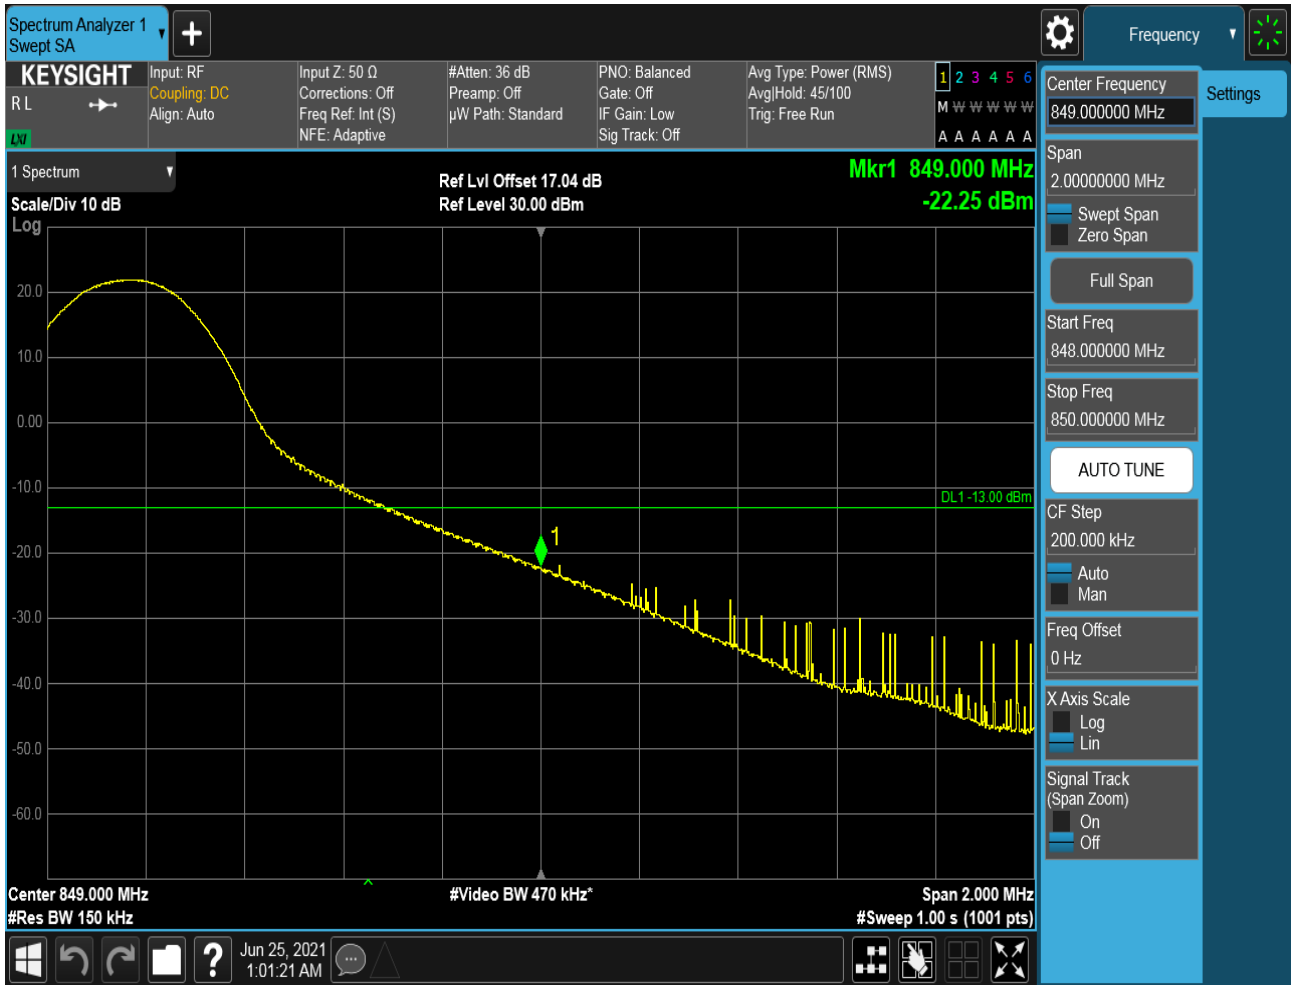 Spectrum Analyzer 1
Swept SA
Frequency
KEYSIGHT
R L
LXI
Input: RF
Coupling: DC
Align: Auto
Input Z: 50 Ω
Corrections: Off
Freq Ref: Int (S)
NFE: Adaptive
#Atten: 36 dB
Preamp: Off
µW Path: Standard
PNO: Balanced
Gate: Off
IF Gain: Low
Sig Track: Off
Avg Type: Power (RMS)
Avg|Hold: 45/100
Trig: Free Run
1 2 3 4 5 6
M W W W W W
A A A A A A
1 Spectrum
Scale/Div 10 dB
Log
Ref Lvl Offset 17.04 dB
Ref Level 30.00 dBm
Mkr1 849.000 MHz
-22.25 dBm
20.0
10.0
0.00
-10.0
-20.0
-30.0
-40.0
-50.0
-60.0
DL1 -13.00 dBm
1
Center 849.000 MHz
#Res BW 150 kHz
#Video BW 470 kHz*
Span 2.000 MHz
#Sweep 1.00 s (1001 pts)
Jun 25, 2021
1:01:21 AM
Center Frequency
849.000000 MHz
Settings
Span
2.00000000 MHz
Swept Span
Zero Span
Full Span
Start Freq
848.000000 MHz
Stop Freq
850.000000 MHz
AUTO TUNE
CF Step
200.000 kHz
Auto
Man
Freq Offset
0 Hz
X Axis Scale
Log
Lin
Signal Track
(Span Zoom)
On
Off